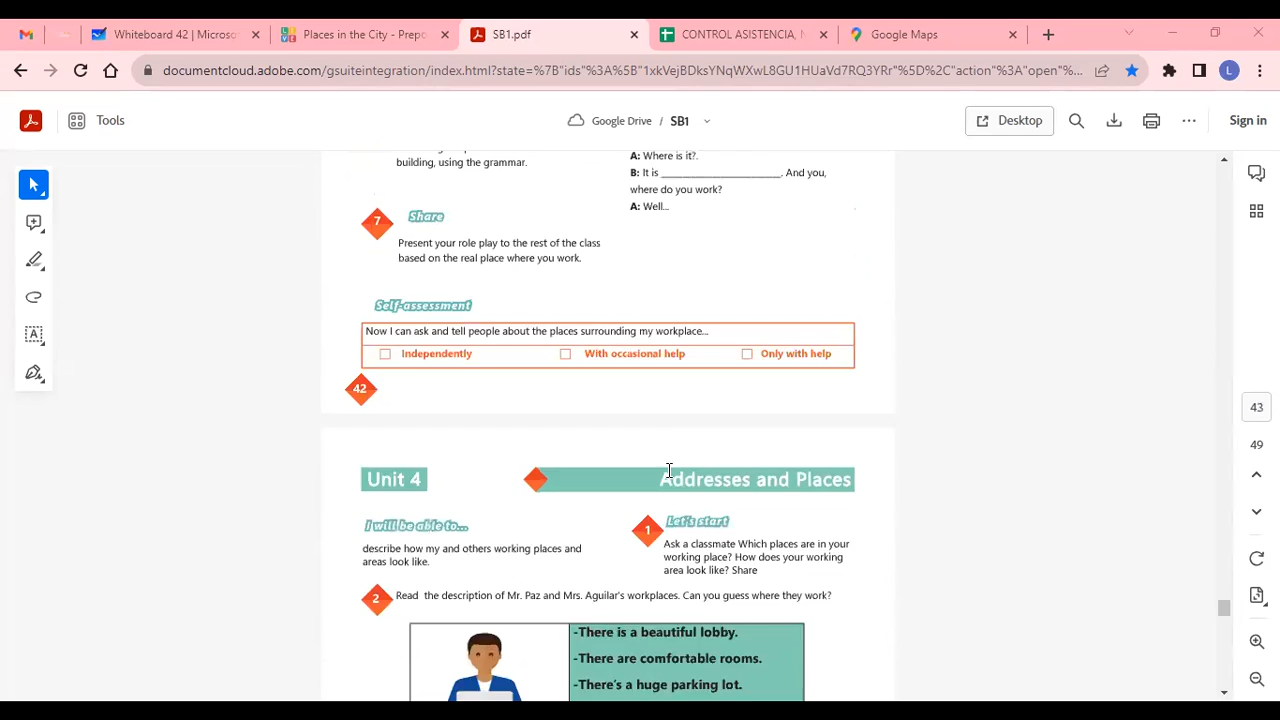 Whiteboard 42 | Microsof
Places in the City - Prepo
SB1.pdf
CONTROL ASISTENCIA, N
Google Maps
documentcloud.adobe.com/gsuiteintegration/index.html?state=%7B"ids"%3A%5B"1xkVejBDksYNqWXwL8GU1HUaVd7RQ3YRr"%5D%2C"action"%3A"open"%...
L
Tools
Google Drive / SB1
Desktop
Sign in
building, using the grammar.
A: Where is it?.
B: It is ________________________. And you,
where do you work?
A: Well...
7
Share
Present your role play to the rest of the class
based on the real place where you work.
Self-assessment
Now I can ask and tell people about the places surrounding my workplace...
Independently
With occasional help
Only with help
42
43
49
Unit 4
Addresses and Places
I will be able to...
describe how my and others working places and
areas look like.
1
Let's start
Ask a classmate Which places are in your
working place? How does your working
area look like? Share
2
Read the description of Mr. Paz and Mrs. Aguilar's workplaces. Can you guess where they work?
-There is a beautiful lobby.
-There are comfortable rooms.
-There's a huge parking lot.